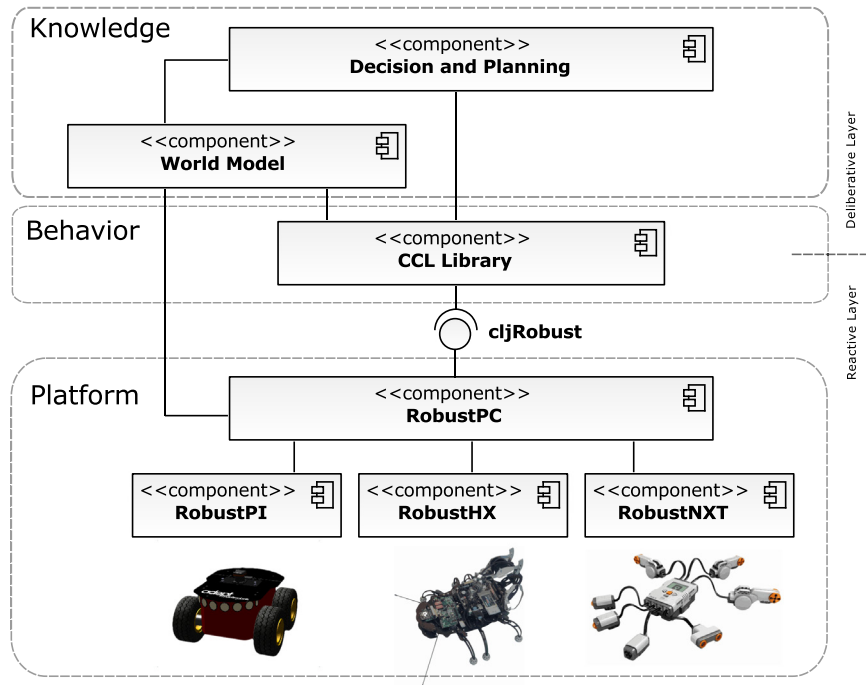 Knowledge
<<component>>
Decision and Planning
<<component>>
World Model
Deliberative Layer
Behavior
<<component>>
CCL Library
Reactive Layer
cljRobust
Platform
<<component>>
RobustPC
<<component>>
RobustPI
<<component>>
RobustHX
<<component>>
RobustNXT
adept